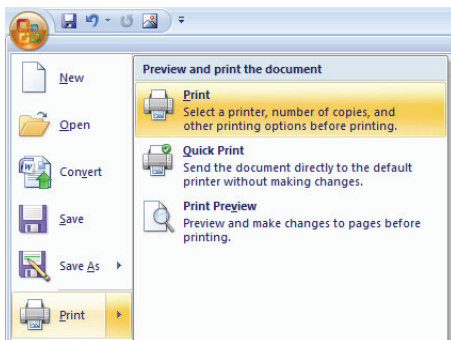 New
Open
Convert
Save
Save As
Print
Preview and print the document
Print
Select a printer, number of copies, and
other printing options before printing.
Quick Print
Send the document directly to the default
printer without making changes.
Print Preview
Preview and make changes to pages before
printing.